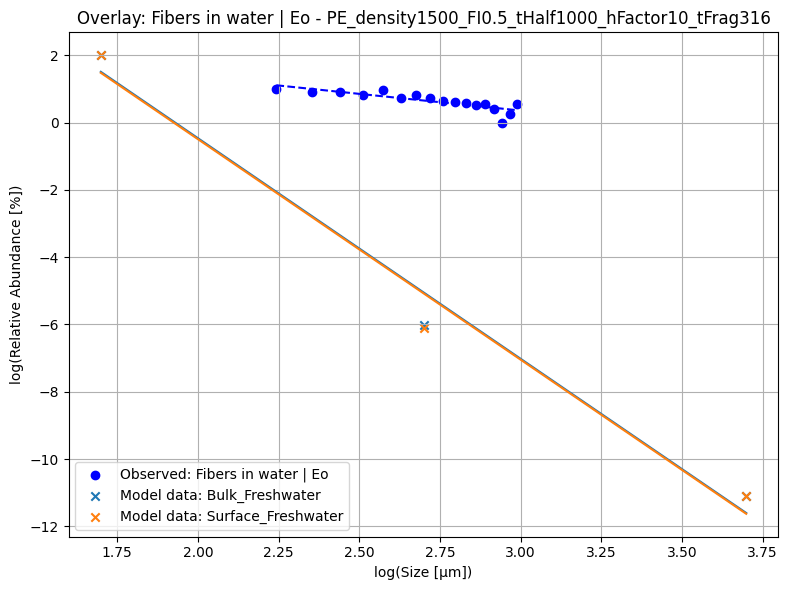 Overlay: Fibers in water | Eo - PE_density1500_FI0.5_tHalf1000_hFactor10_tFrag316
log(Relative Abundance [%])
2
0
−2
−4
−6
−8
−10
−12
Observed: Fibers in water | Eo
Model data: Bulk_Freshwater
Model data: Surface_Freshwater
1.75 2.00 2.25 2.50 2.75 3.00 3.25 3.50 3.75
log(Size [µm])